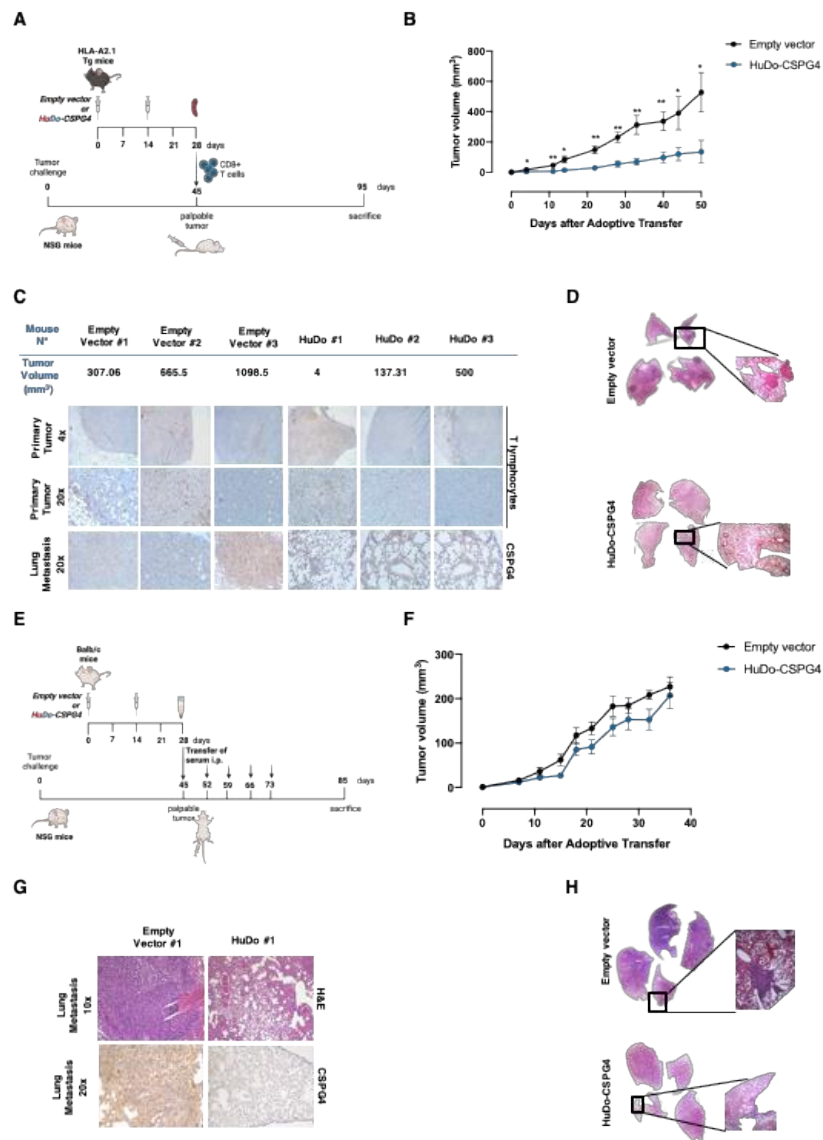 A
HLA-A2.1
Tg mice
Empty vector
or
HuDo-CSPG4
0 7 14 21 28 days
Tumor
challenge
CD8+
T cells
0 45 95 days
palpable
tumor
sacrifice
NSG mice
B
Empty vector
HuDo-CSPG4
Tumor volume (mm³)
800
600
400
200
0
* ** * ** ** ** ** * *
0 10 20 30 40 50
Days after Adoptive Transfer
C
Mouse
N°
Empty
Vector #1
Empty
Vector #2
Empty
Vector #3
HuDo #1
HuDo #2
HuDo #3
Tumor
Volume
(mm³)
307.06 665.5 1098.5 4 137.31 500
Primary
Tumor
4x
Primary
Tumor
20x
T lymphocytes
Lung
Metastasis
20x
CSPG4
D
Empty vector
HuDo-CSPG4
E
Balb/c
mice
Empty vector
or
HuDo-CSPG4
0 7 14 21 28 days
Transfer of
serum i.p.
Tumor
challenge
0 45 52 59 66 73 85 days
palpable
tumor
sacrifice
NSG mice
F
Empty vector
HuDo-CSPG4
Tumor volume (mm³)
300
200
100
0
0 10 20 30 40
Days after Adoptive Transfer
G
Empty
Vector #1
HuDo #1
Lung
Metastasis
10x
H&E
Lung
Metastasis
20x
CSPG4
H
Empty vector
HuDo-CSPG4